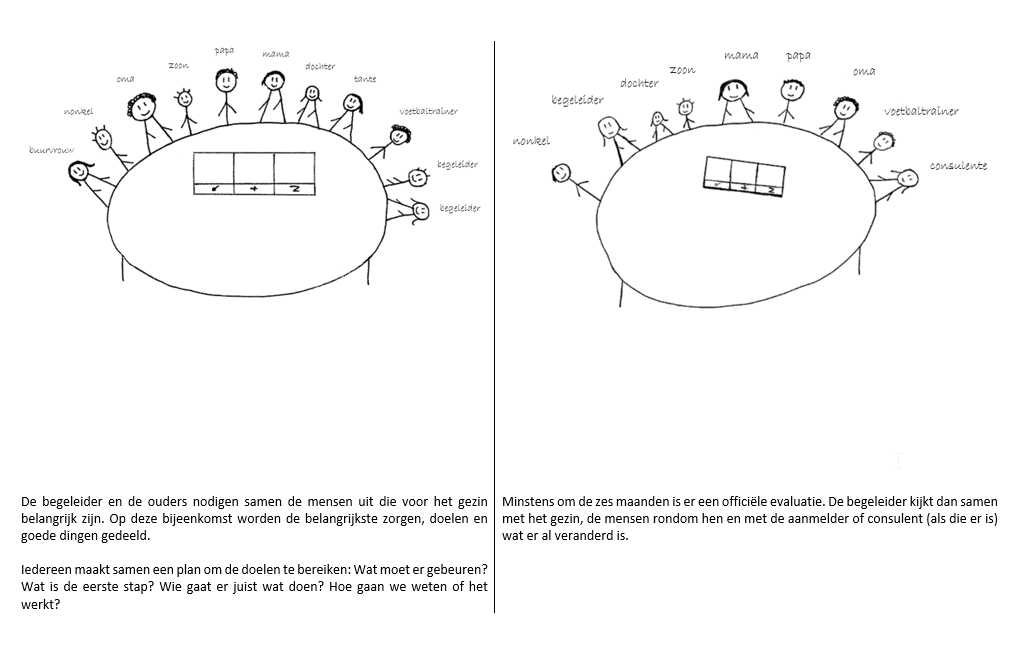 papa
mama
zoon
dochter
oma
tante
nonkel
voetbaltrainer
buurvrouw
begeleider
begeleider
De begeleider en de ouders nodigen samen de mensen uit die voor het gezin
belangrijk zijn. Op deze bijeenkomst worden de belangrijkste zorgen, doelen en
goede dingen gedeeld.
Iedereen maakt samen een plan om de doelen te bereiken: Wat moet er gebeuren?
Wat is de eerste stap? Wie gaat er juist wat doen? Hoe gaan we weten of het
werkt?
mama
papa
zoon
oma
dochter
begeleider
voetbaltrainer
nonkel
consulente
Minstens om de zes maanden is er een officiële evaluatie. De begeleider kijkt dan samen
met het gezin, de mensen rondom hen en met de aanmelder of consulent (als die er is)
wat er al veranderd is.